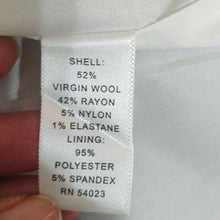 SHELL:
52%
VIRGIN WOOL
42% RAYON
5% NYLON
1% ELASTANE
LINING:
95%
POLYESTER
5% SPANDEX
RN 54023